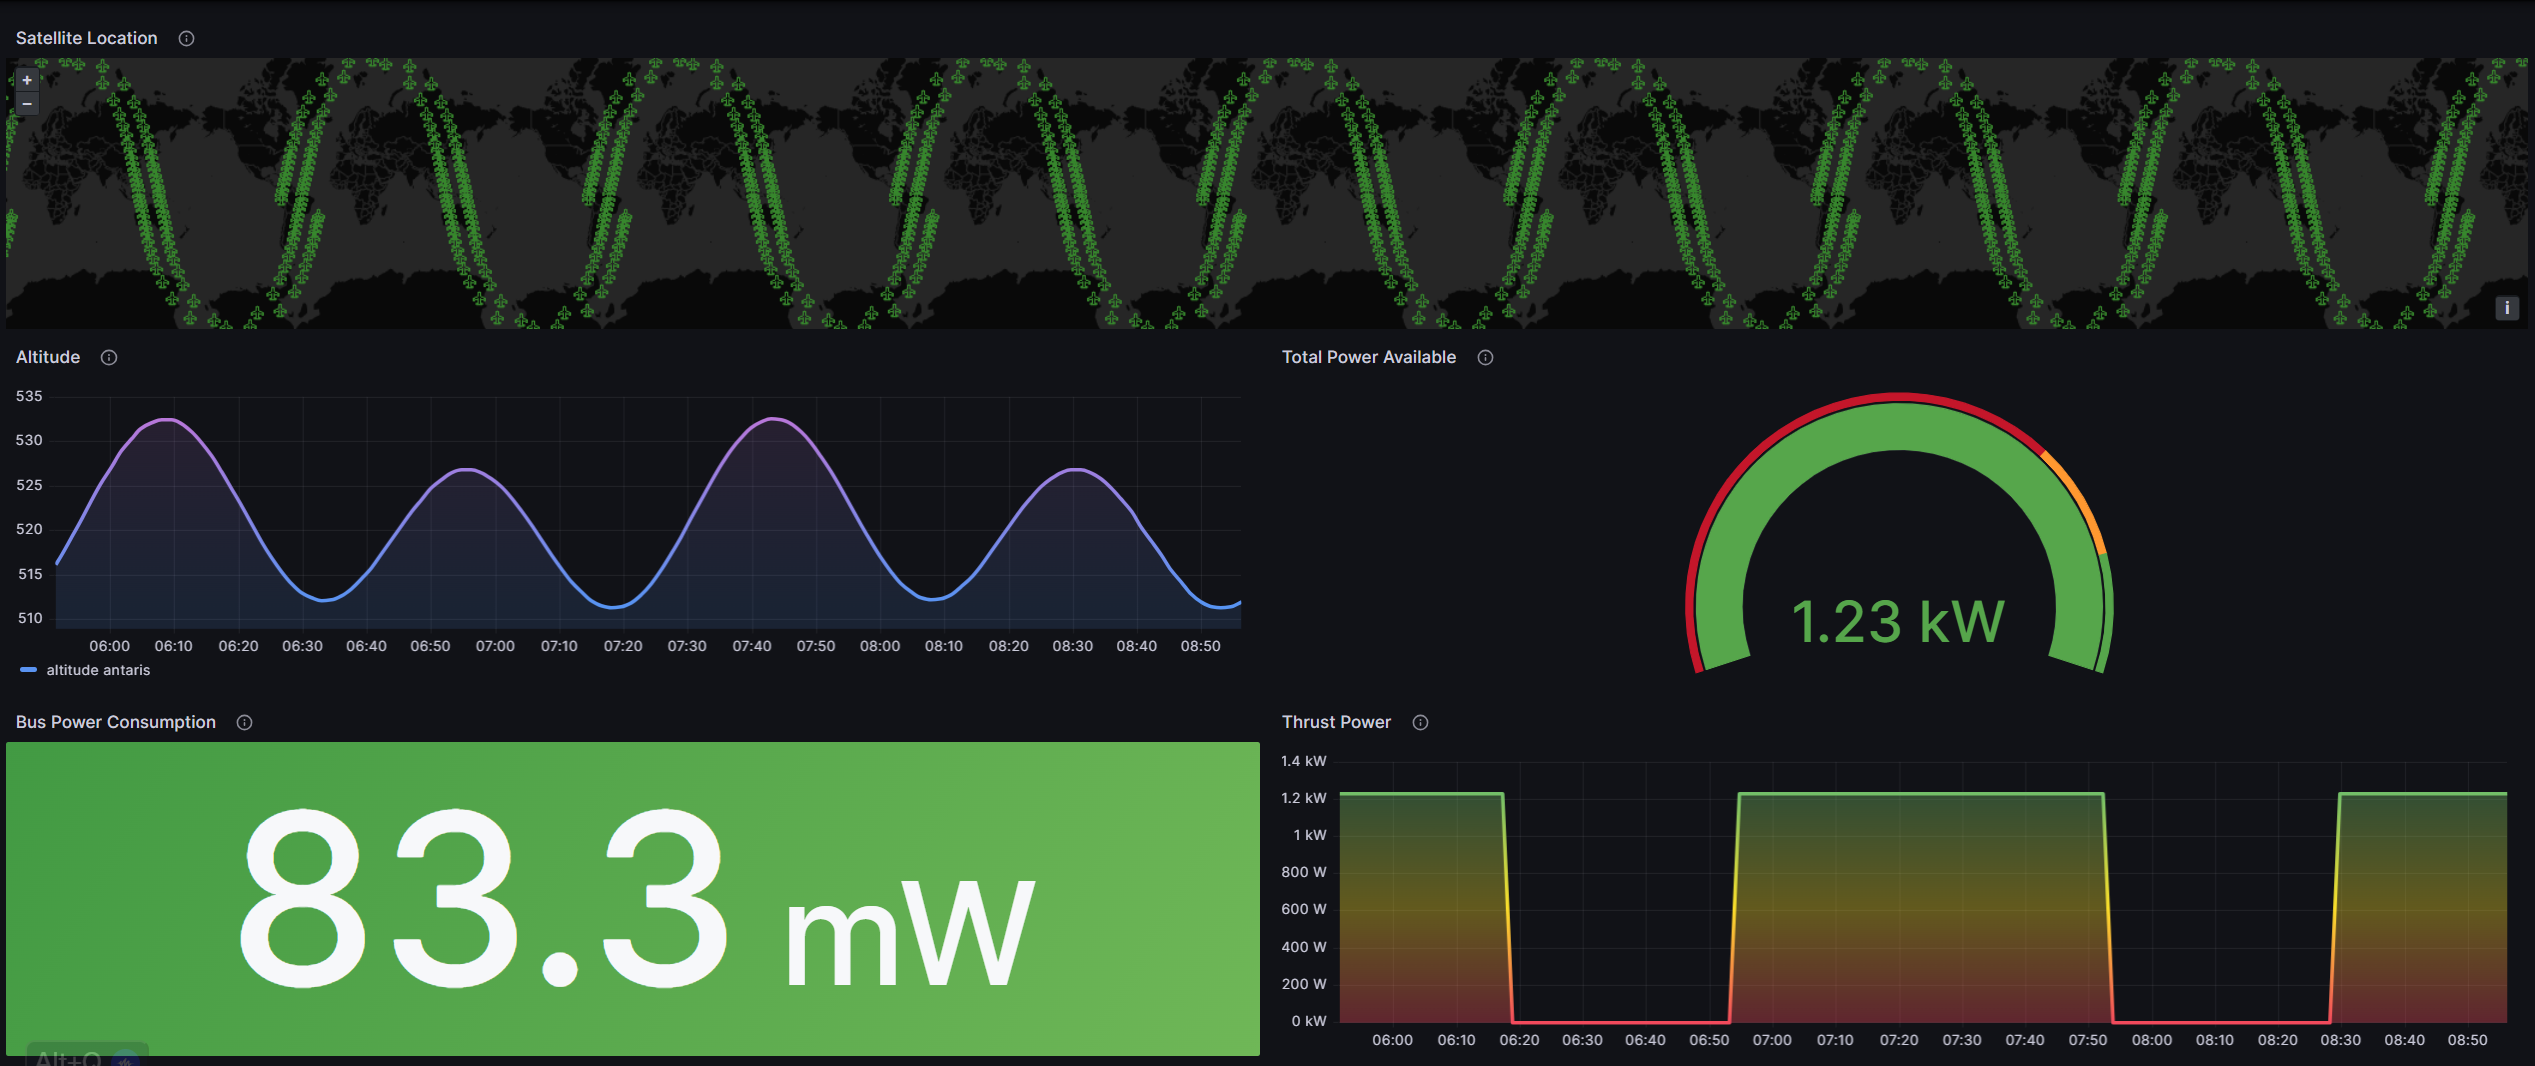 Satellite Location
+
−
i
Altitude
535
530
525
520
515
510
06:00 06:10 06:20 06:30 06:40 06:50 07:00 07:10 07:20 07:30 07:40 07:50 08:00 08:10 08:20 08:30 08:40 08:50
altitude antaris
Total Power Available
1.23 kW
Bus Power Consumption
83.3 mW
Alt+Q
Thrust Power
1.4 kW
1.2 kW
1 kW
800 W
600 W
400 W
200 W
0 kW
06:00 06:10 06:20 06:30 06:40 06:50 07:00 07:10 07:20 07:30 07:40 07:50 08:00 08:10 08:20 08:30 08:40 08:50